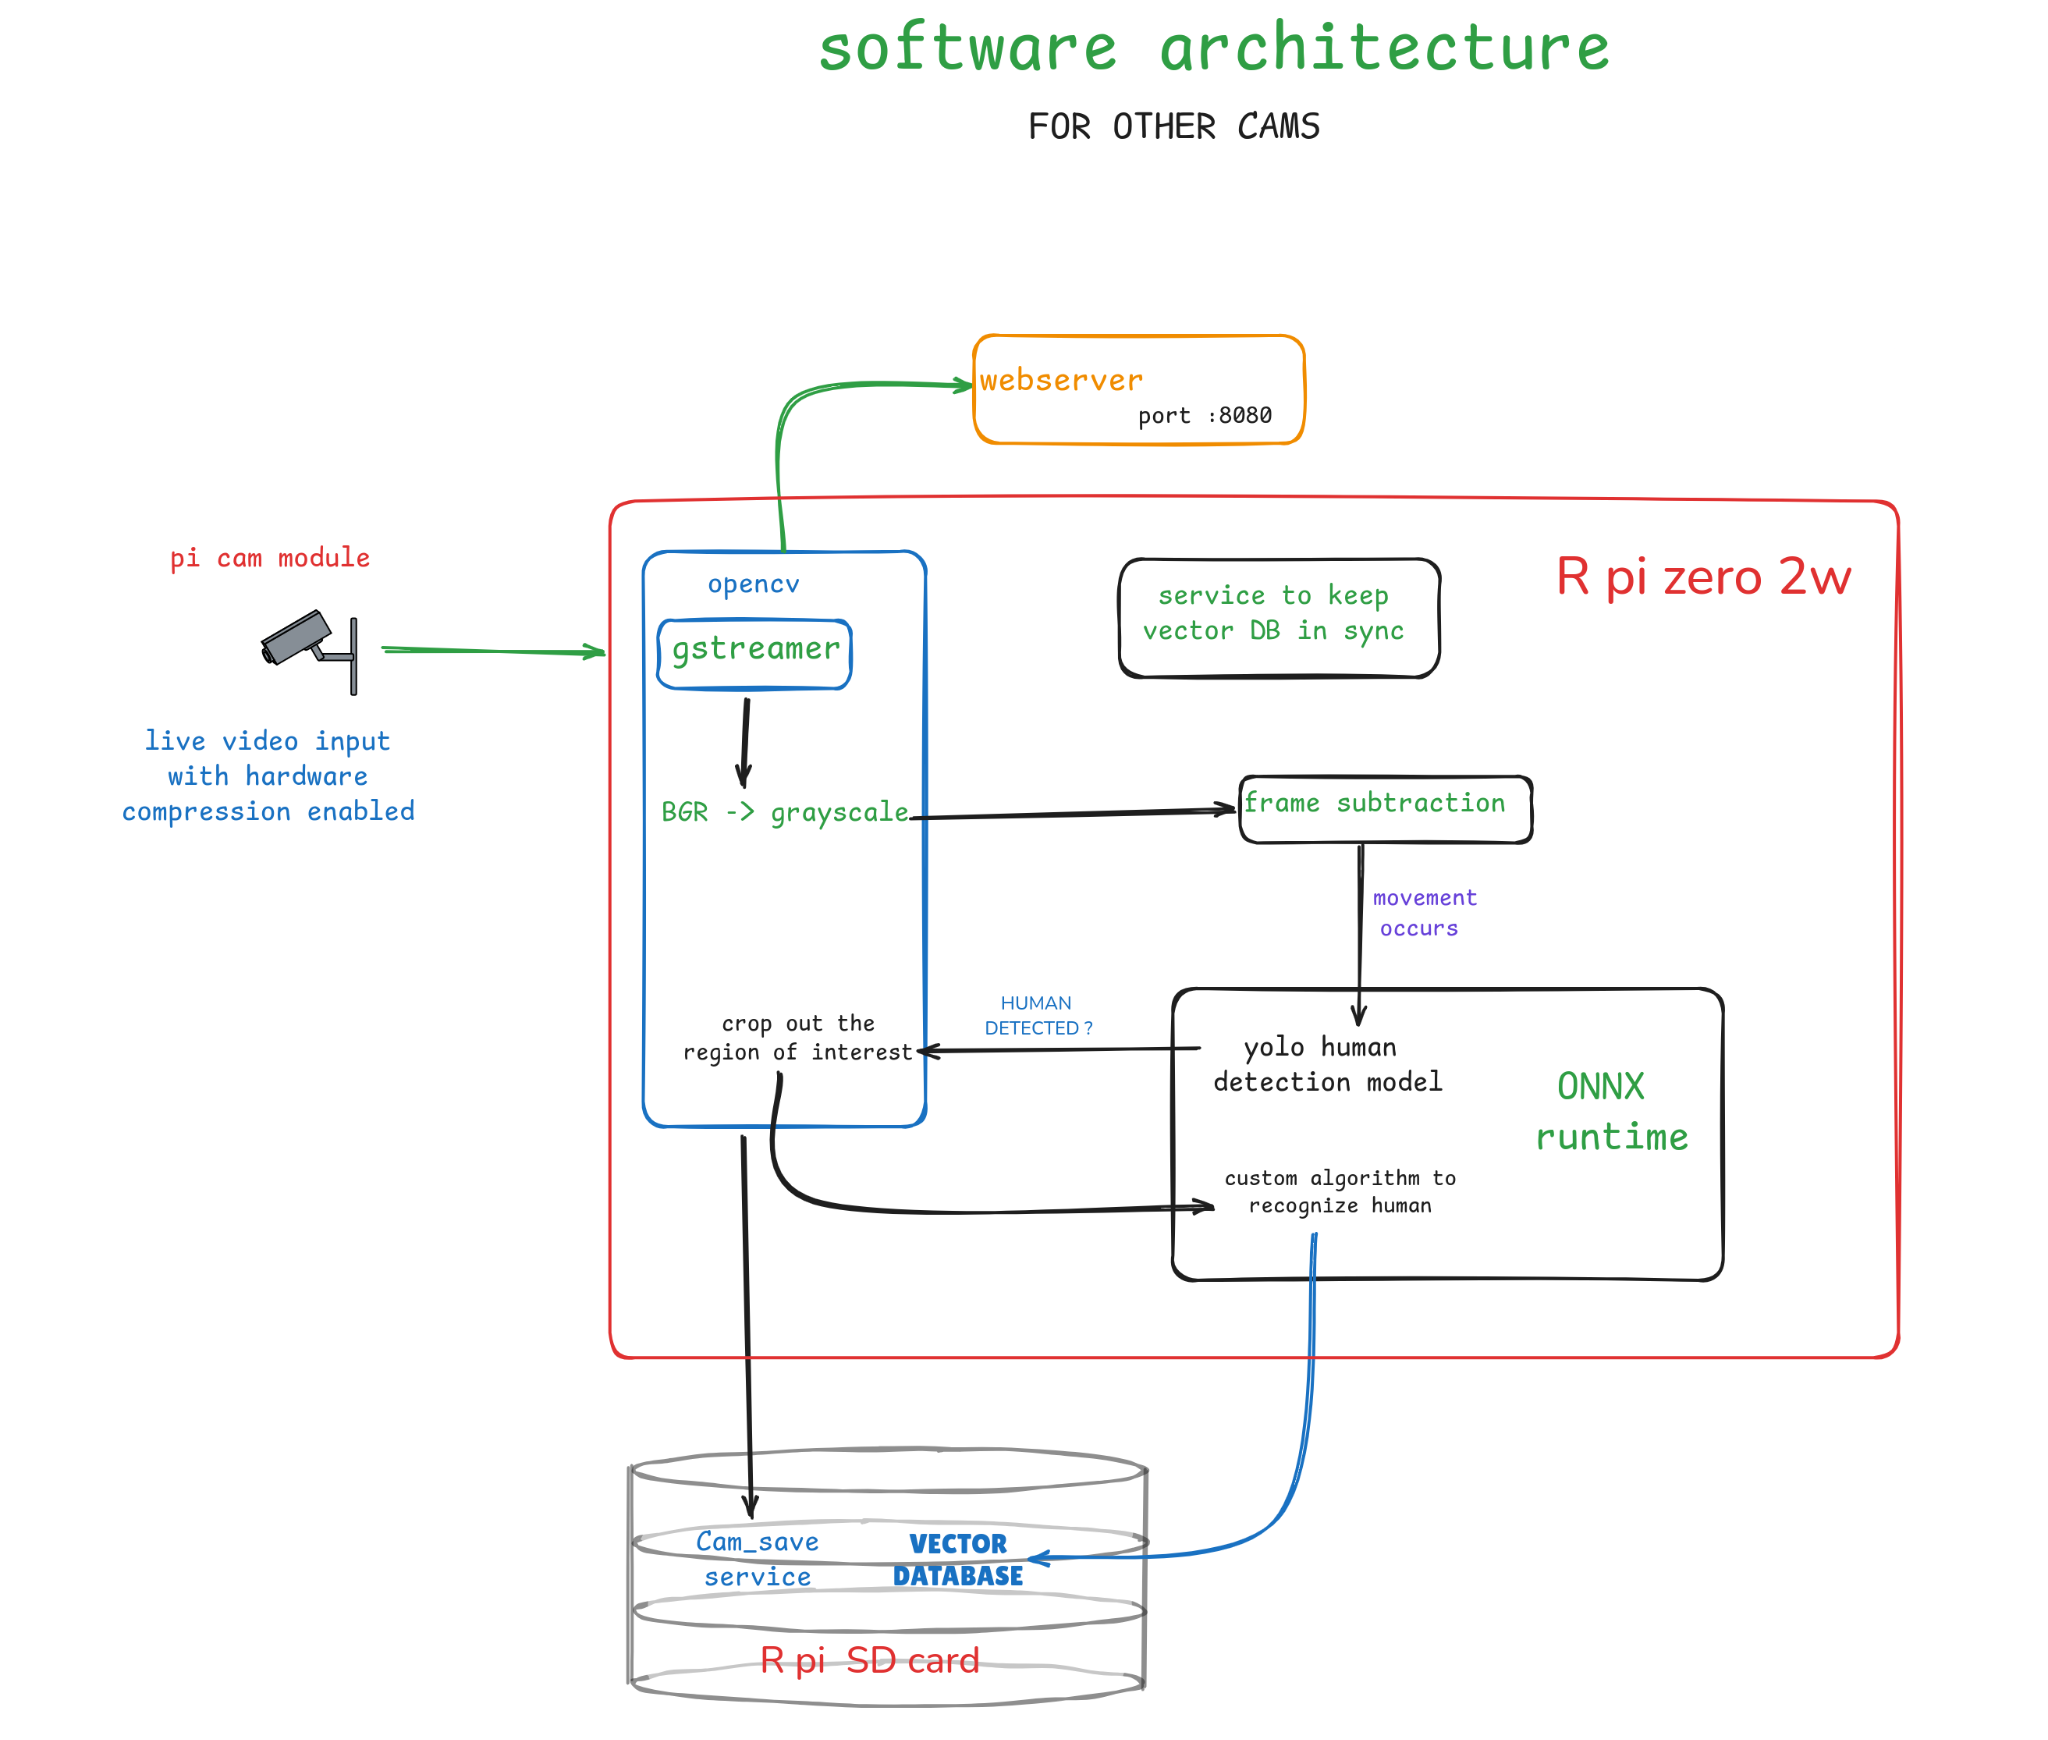 software architecture
FOR OTHER CAMS
webserver
port :8080
pi cam module
live video input
with hardware
compression enabled
opencv
gstreamer
BGR -> grayscale
crop out the
region of interest
service to keep
vector DB in sync
R pi zero 2w
frame subtraction
movement
occurs
HUMAN
DETECTED ?
yolo human
detection model
ONNX
runtime
custom algorithm to
recognize human
Cam_save
service
VECTOR
DATABASE
R pi SD card